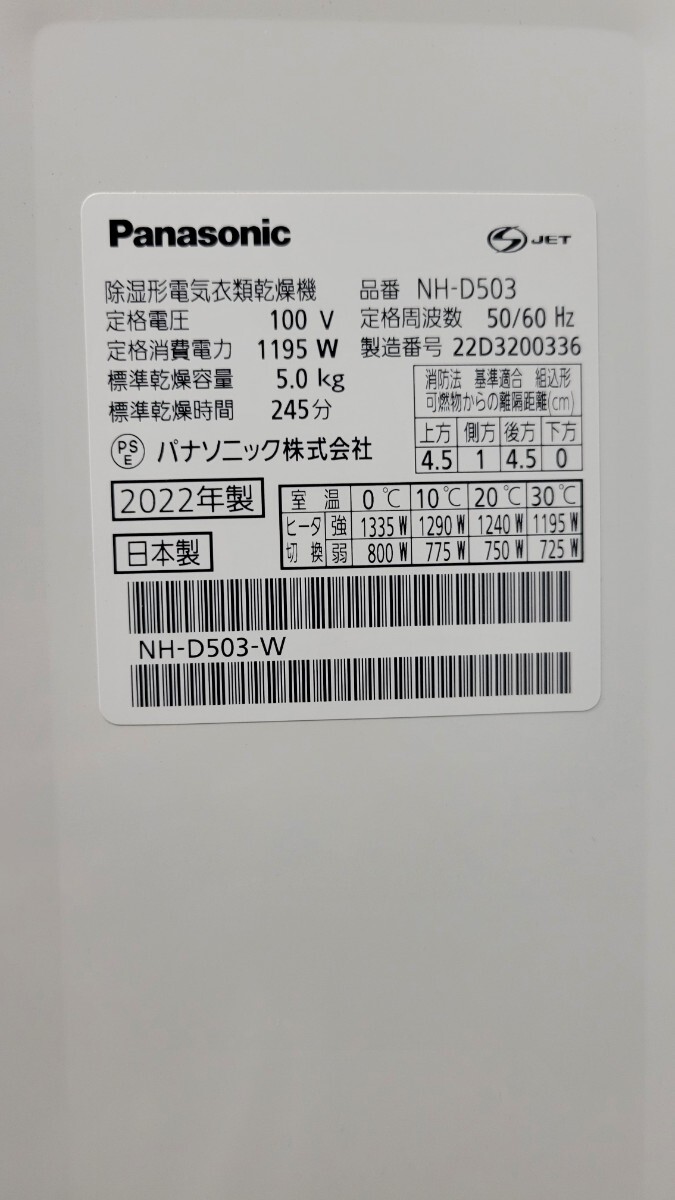 Panasonic
S JET
除湿形電気衣類乾燥機 品番 NH-D503
定格電圧 100 V 定格周波数 50/60 Hz
定格消費電力 1195 W 製造番号 22D3200336
標準乾燥容量 5.0 kg
標準乾燥時間 245分
消防法 基準適合 組込形
可燃物からの離隔距離(cm)
上方 側方 後方 下方
4.5 1 4.5 0
PSE パナソニック株式会社
2022年製
日本製
室温 0℃ 10℃ 20℃ 30℃
ヒータ 強 1335 W 1290 W 1240 W 1195 W
切換 弱 800 W 775 W 750 W 725 W
NH-D503-W